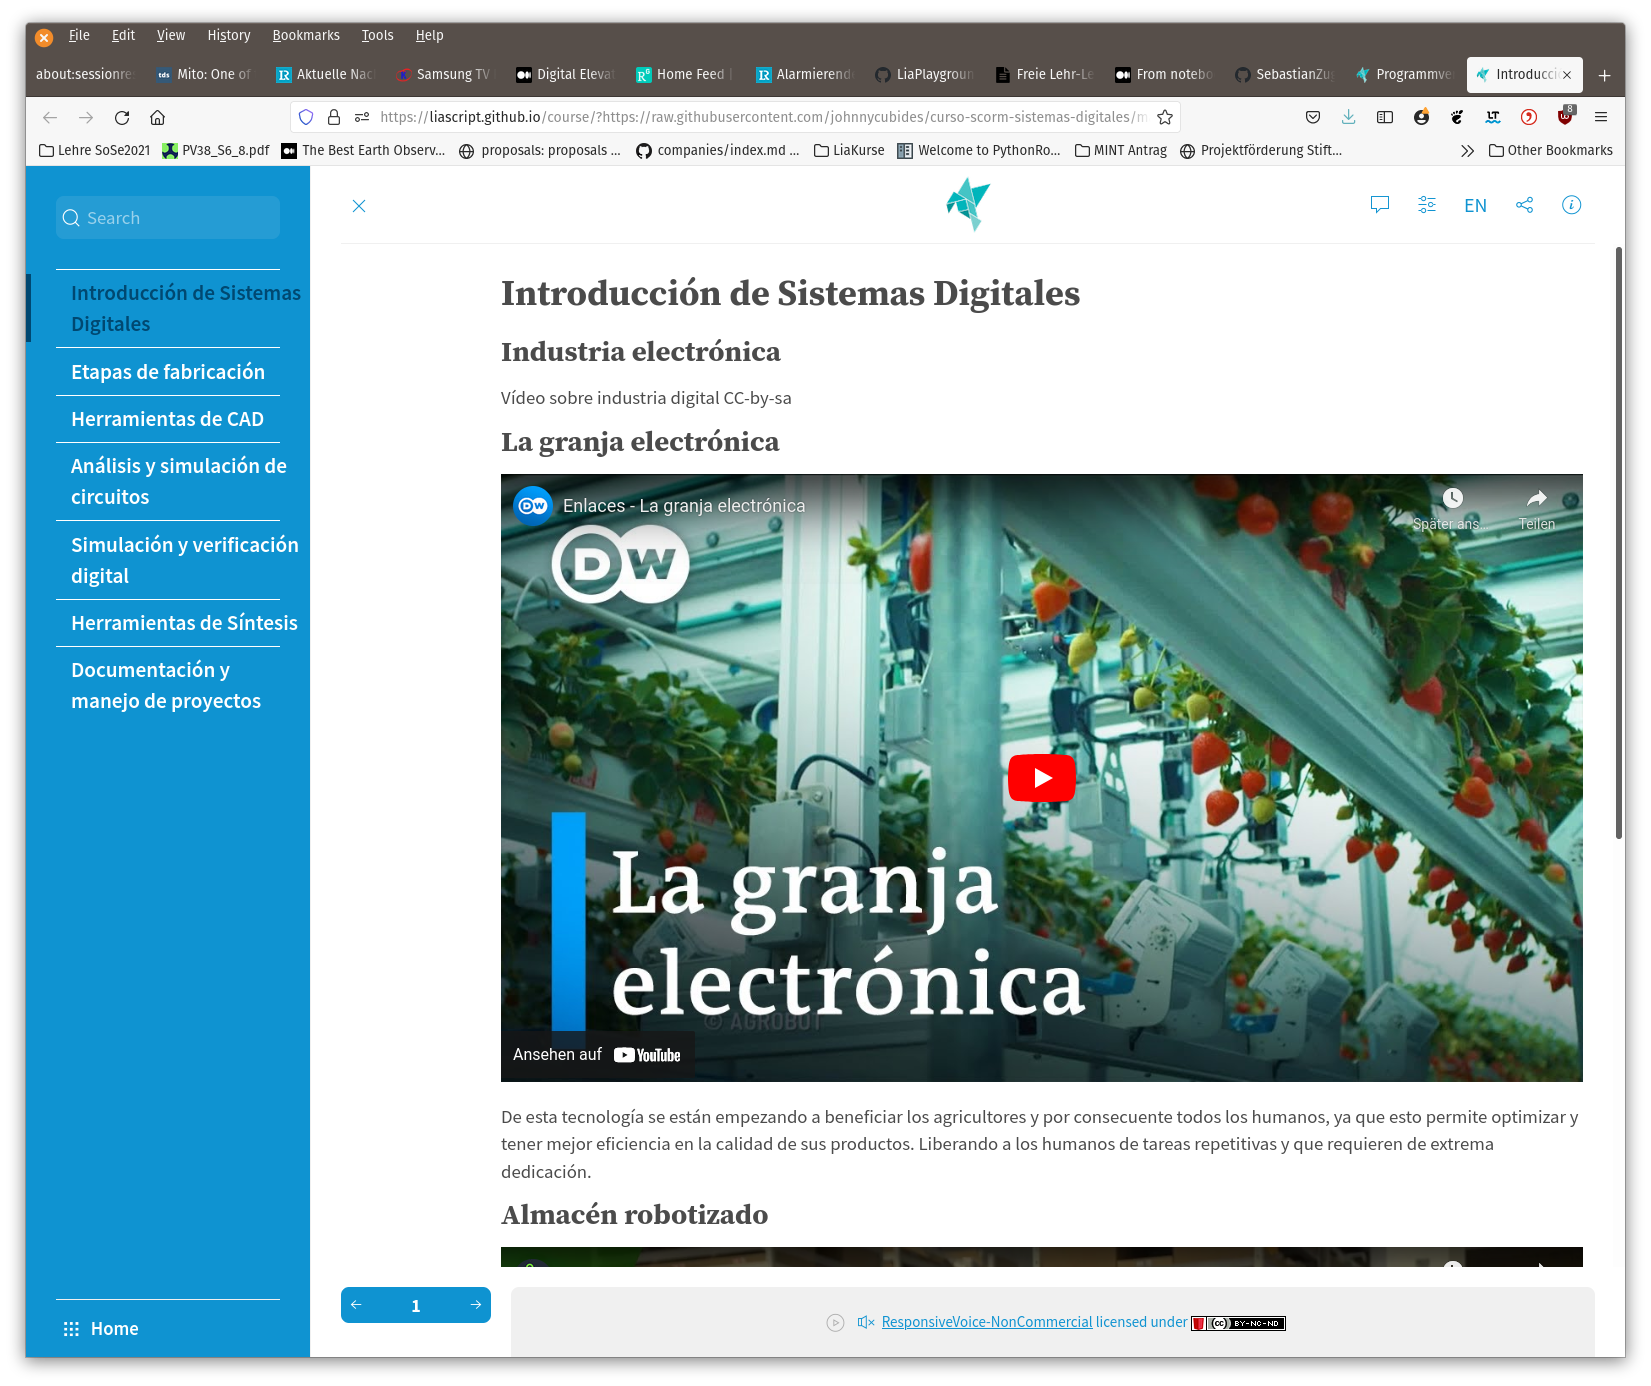 File Edit View History Bookmarks Tools Help
about:sessionres Mito: One of Aktuelle Nac Samsung TV Digital Eleva Home Feed | Alarmierend LiaPlaygroun Freie Lehr-Le From notebo SebastianZug Programmve Introducció
https://liascript.github.io/course/?https://raw.githubusercontent.com/johnnycubides/curso-scorm-sistemas-digitales/m
8
Lehre SoSe2021 PV38_S6_8.pdf The Best Earth Observ... proposals: proposals ... companies/index.md ... LiaKurse Welcome to PythonRo... MINT Antrag Projektförderung Stift... Other Bookmarks
Search
EN
Introducción de Sistemas
Digitales
Etapas de fabricación
Herramientas de CAD
Análisis y simulación de
circuitos
Simulación y verificación
digital
Herramientas de Síntesis
Documentación y
manejo de proyectos
Home
Introducción de Sistemas Digitales
Industria electrónica
Vídeo sobre industria digital CC-by-sa
La granja electrónica
DW Enlaces - La granja electrónica
Später ans... Teilen
DW
La granja
electrónica
© AGROBOT
Ansehen auf YouTube
De esta tecnología se están empezando a beneficiar los agricultores y por consecuente todos los humanos, ya que esto permite optimizar y
tener mejor eficiencia en la calidad de sus productos. Liberando a los humanos de tareas repetitivas y que requieren de extrema
dedicación.
Almacén robotizado
1
ResponsiveVoice-NonCommercial licensed under cc BY-NC-ND